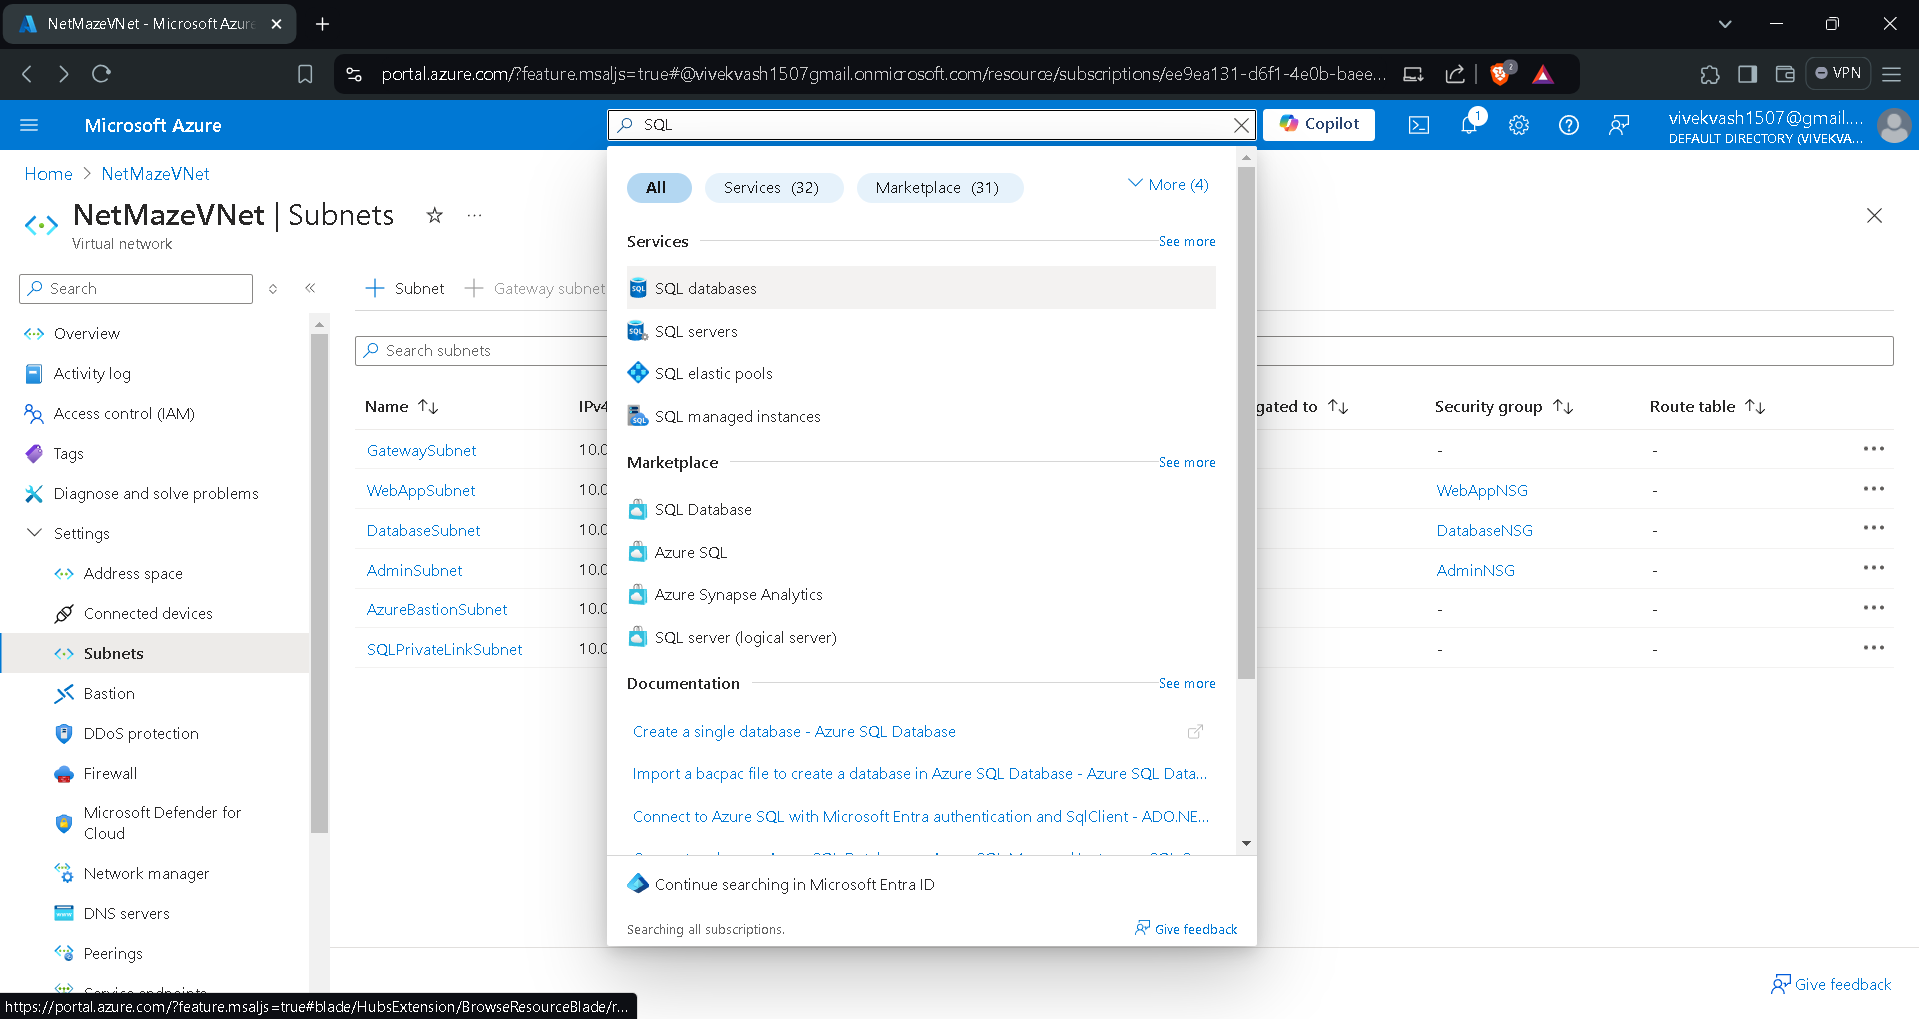 NetMazeVNet - Microsoft Azure
portal.azure.com/?feature.msaljs=true#@vivekvash1507gmail.onmicrosoft.com/resource/subscriptions/ee9ea131-d6f1-4e0b-baee...
2
VPN
Microsoft Azure
SQL
Copilot
1
vivekvash1507@gmail....
DEFAULT DIRECTORY (VIVEKVA...
Home > NetMazeVNet
NetMazeVNet | Subnets
Virtual network
Search
Overview
Activity log
Access control (IAM)
Tags
Diagnose and solve problems
Settings
Address space
Connected devices
Subnets
Bastion
DDoS protection
Firewall
Microsoft Defender for
Cloud
Network manager
DNS servers
Peerings
Service endpoints
Subnet
Gateway subnet
Search subnets
Name IPv4 gated to Security group Route table
GatewaySubnet 10.0 - -
WebAppSubnet 10.0 WebAppNSG -
DatabaseSubnet 10.0 DatabaseNSG -
AdminSubnet 10.0 AdminNSG -
AzureBastionSubnet 10.0 - -
SQLPrivateLinkSubnet 10.0 - -
All Services (32) Marketplace (31) More (4)
Services See more
SQL databases
SQL servers
SQL elastic pools
SQL managed instances
Marketplace See more
SQL Database
Azure SQL
Azure Synapse Analytics
SQL server (logical server)
Documentation See more
Create a single database - Azure SQL Database
Import a bacpac file to create a database in Azure SQL Database - Azure SQL Data...
Connect to Azure SQL with Microsoft Entra authentication and SqlClient - ADO.NE...
Continue searching in Microsoft Entra ID
Searching all subscriptions. Give feedback
Give feedback
https://portal.azure.com/?feature.msaljs=true#blade/HubsExtension/BrowseResourceBlade/r...